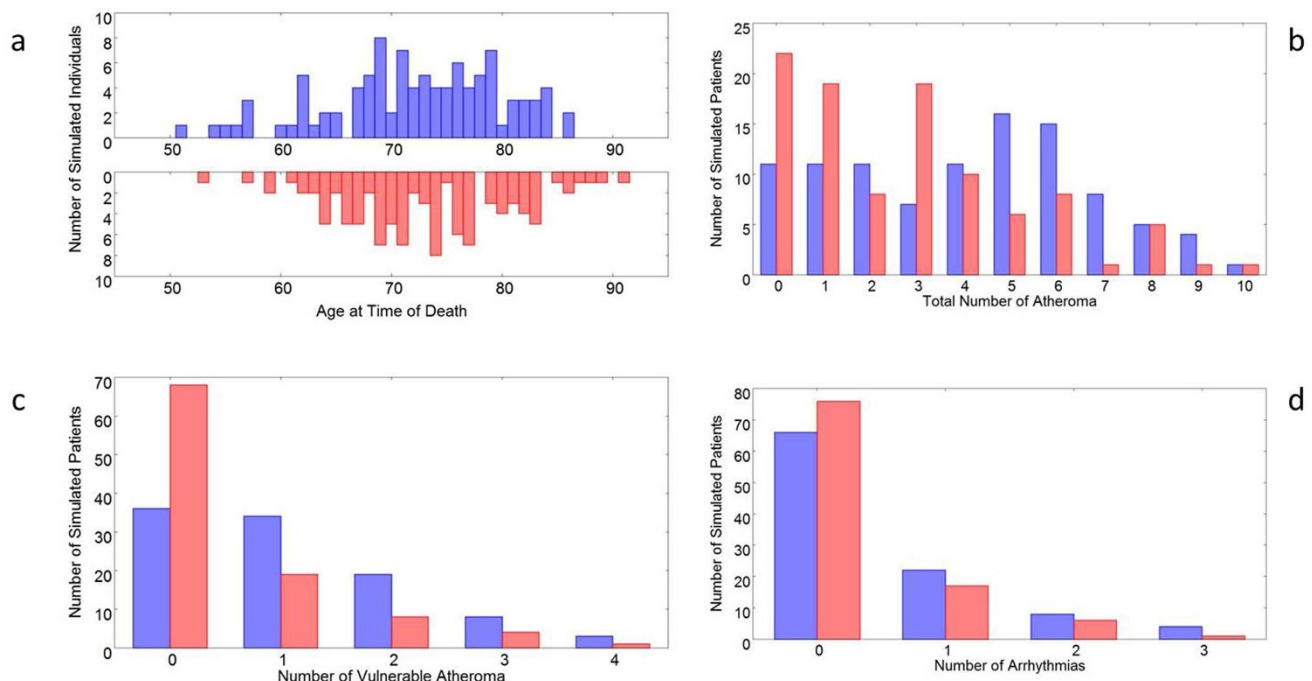 a
Number of Simulated Individuals
10
8
6
4
2
0
50 60 70 80 90
0
2
4
6
8
10
50 60 70 80 90
Age at Time of Death
b
Number of Simulated Patients
25
20
15
10
5
0
0 1 2 3 4 5 6 7 8 9 10
Total Number of Atheroma
c
Number of Simulated Patients
70
60
50
40
30
20
10
0
0 1 2 3 4
Number of Vulnerable Atheroma
d
Number of Simulated Patients
80
70
60
50
40
30
20
10
0
0 1 2 3
Number of Arrhythmias